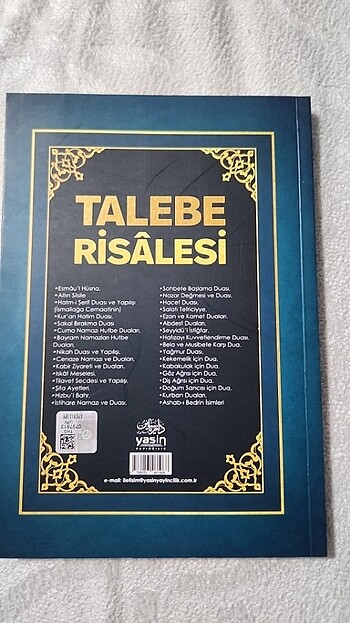 TALEBE
RİSÂLESİ
• Esmâu'l Hüsna,
• Altın Silsile
• Hatm-i Şerif Duası ve Yapılışı
(İsmailağa Cemaatinin)
• Kur'an Hatim Duası,
• Sakal Bırakma Duası
• Cuma Namazı Hutbe Duaları,
• Bayram Namazları Hutbe
Duaları,
• Nikah Duası ve Yapılışı,
• Cenaze Namazı ve Duaları,
• Kabir Ziyareti ve Duaları,
• Iskât Meselesi,
• Tilavet Secdesi ve Yapılışı,
• Şifa Ayetleri,
• Hizbu'l Bahr,
• İstihare Namazı ve Duası,
• Sohbete Başlama Duası,
• Nazar Değmesi ve Duası,
• Hacet Duası,
• Salatı Tefriciyye,
• Ezan ve Kamet Duaları,
• Abdest Duaları,
• Seyyidü'l İstiğfar,
• Hafızayı Kuvvetlendirme Duası
• Bela ve Musibete Karşı Dua,
• Yağmur Duası,
• Kekemelik için Dua,
• Kabakulak için Dua,
• Göz Ağrısı için Dua,
• Diş Ağrısı için Dua,
• Doğum Sancısı için Dua,
• Kurban Duaları,
• Ashab-ı Bedrin İsimleri
yasin
YAYINEVİ
e-mail: iletisim@yasinyayincilik.com.tr